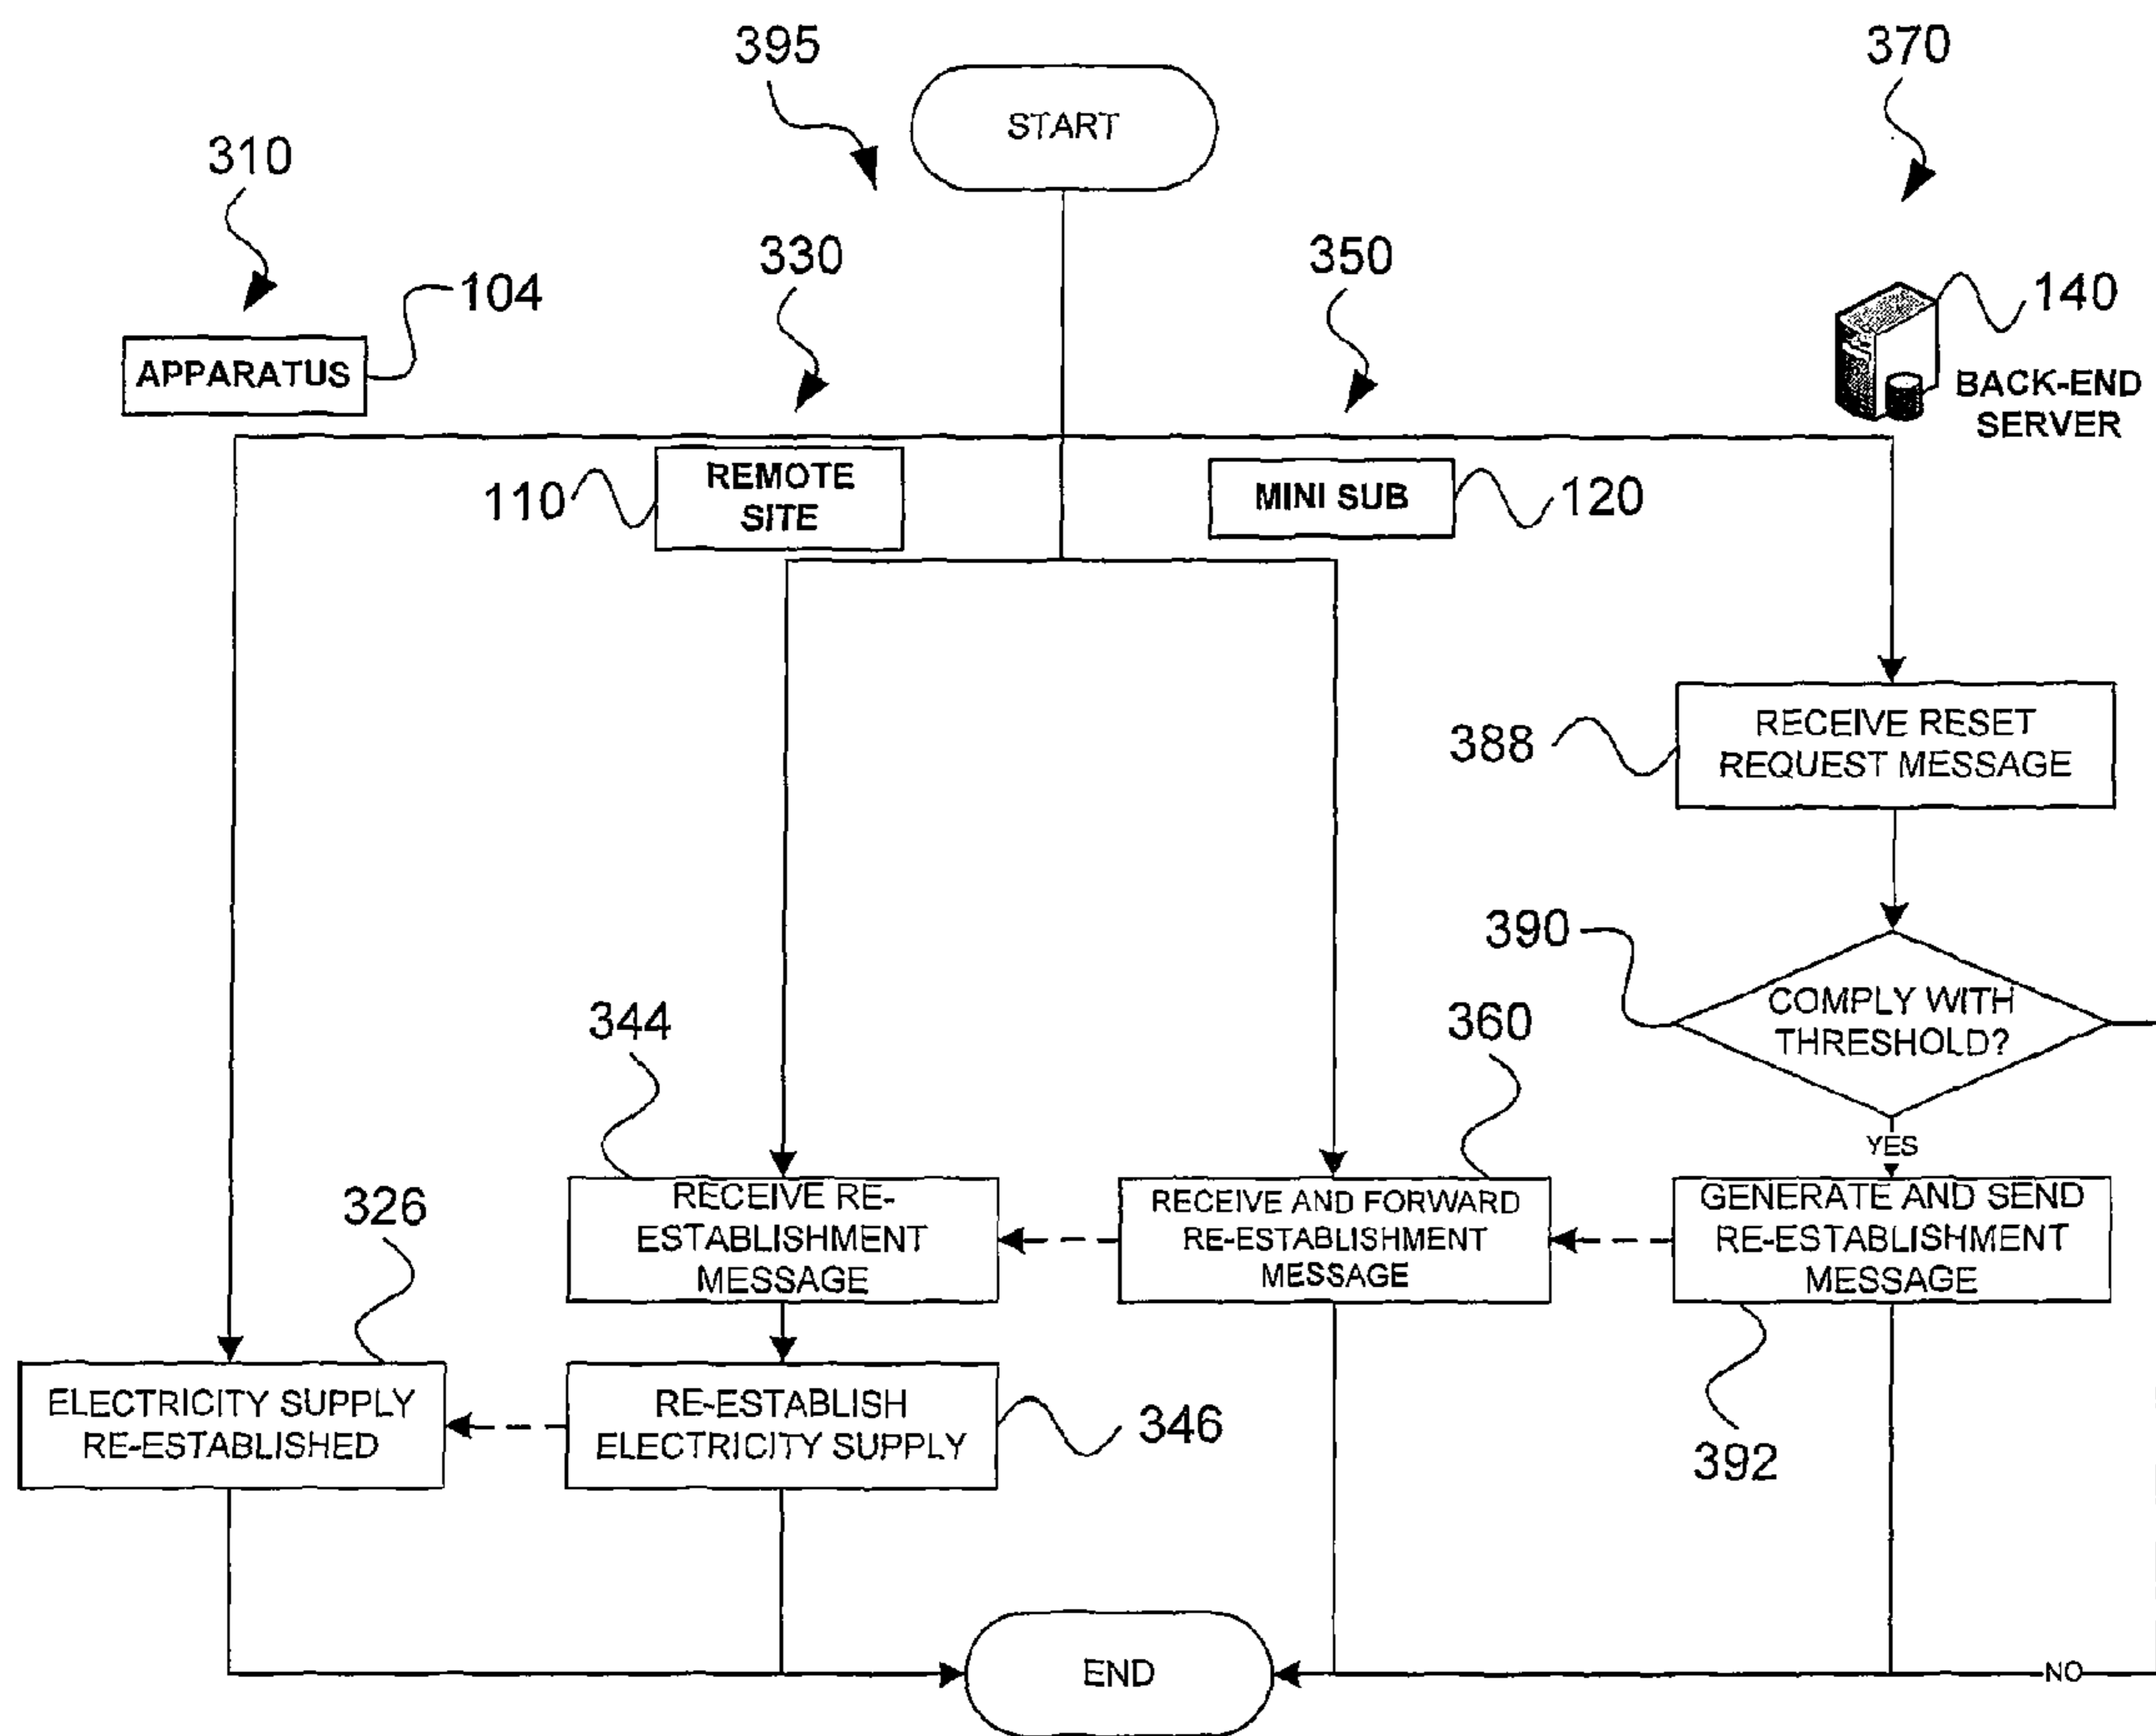 395
370
START
310
330
350
104
140
APPARATUS
BACK-END
SERVER
110
REMOTE
SITE
MINI SUB
120
388
RECEIVE RESET
REQUEST MESSAGE
390
COMPLY WITH
THRESHOLD?
344
360
YES
326
RECEIVE RE-
ESTABLISHMENT
MESSAGE
RECEIVE AND FORWARD
RE-ESTABLISHMENT
MESSAGE
GENERATE AND SEND
RE-ESTABLISHMENT
MESSAGE
ELECTRICITY SUPPLY
RE-ESTABLISHED
RE-ESTABLISH
ELECTRICITY SUPPLY
346
392
END
NO